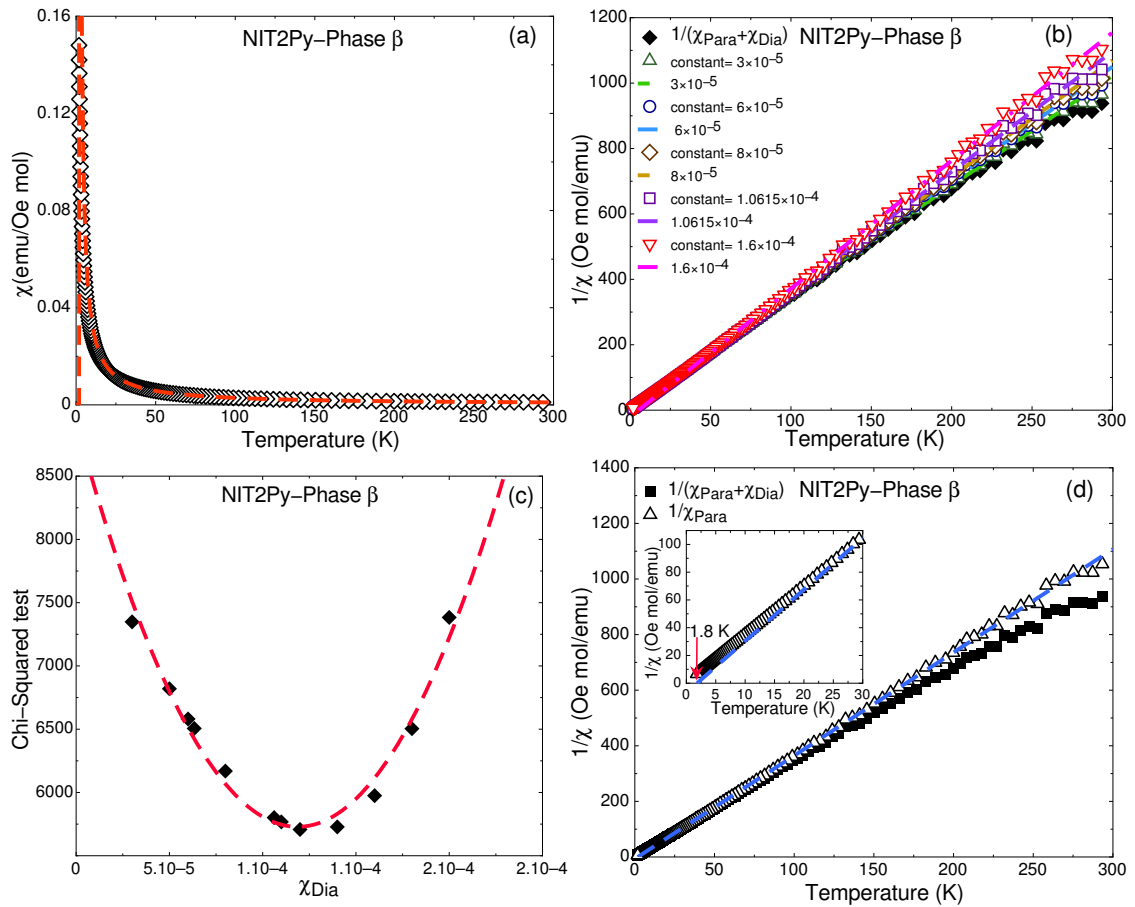 NIT2Py−Phase β
(a)
0.16
0.12
0.08
0.04
0
χ(emu/Oe mol)
0
50
100
150
200
250
300
Temperature (K)
1/(χPara+χDia) NIT2Py−Phase β
(b)
constant= 3×10−5
3×10−5
constant= 6×10−5
6×10−5
constant= 8×10−5
8×10−5
constant= 1.0615×10−4
1.0615×10−4
constant= 1.6×10−4
1.6×10−4
1200
1000
800
600
400
200
0
1/χ (Oe mol/emu)
0
50
100
150
200
250
300
Temperature (K)
NIT2Py−Phase β
(c)
8500
8000
7500
7000
6500
6000
Chi−Squared test
0
5.10-5
1.10-4
1.10-4
2.10-4
2.10-4
χDia
1/(χPara+χDia) NIT2Py−Phase β
(d)
1/χPara
1400
1200
1000
800
600
400
200
0
1/χ (Oe mol/emu)
0
50
100
150
200
250
300
Temperature (K)
100
80
60
40
20
0
1/χ (Oe mol/emu)
1.8 K
0
5
10
15
20
25
30
Temperature (K)